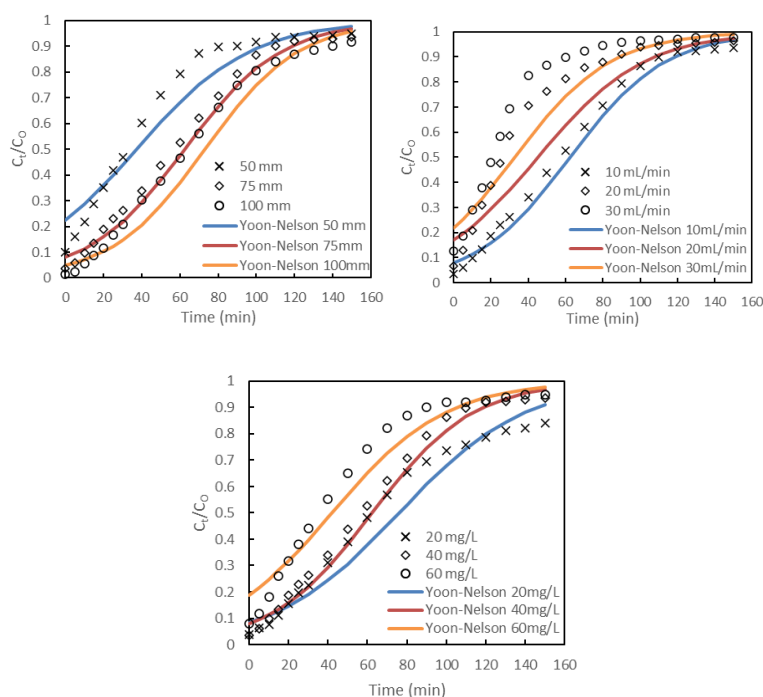 1
0.9
0.8
0.7
0.6
0.5
0.4
0.3
0.2
0.1
0
Ct/CO
50 mm
75 mm
100 mm
Yoon-Nelson 50 mm
Yoon-Nelson 75mm
Yoon-Nelson 100mm
0 20 40 60 80 100 120 140 160
Time (min)
1
0.9
0.8
0.7
0.6
0.5
0.4
0.3
0.2
0.1
0
Ct/CO
10 mL/min
20 mL/min
30 mL/min
Yoon-Nelson 10mL/min
Yoon-Nelson 20mL/min
Yoon-Nelson 30mL/min
0 20 40 60 80 100 120 140 160
Time (min)
1
0.9
0.8
0.7
0.6
0.5
0.4
0.3
0.2
0.1
0
Ct/CO
20 mg/L
40 mg/L
60 mg/L
Yoon-Nelson 20mg/L
Yoon-Nelson 40mg/L
Yoon-Nelson 60mg/L
0 20 40 60 80 100 120 140 160
Time (min)